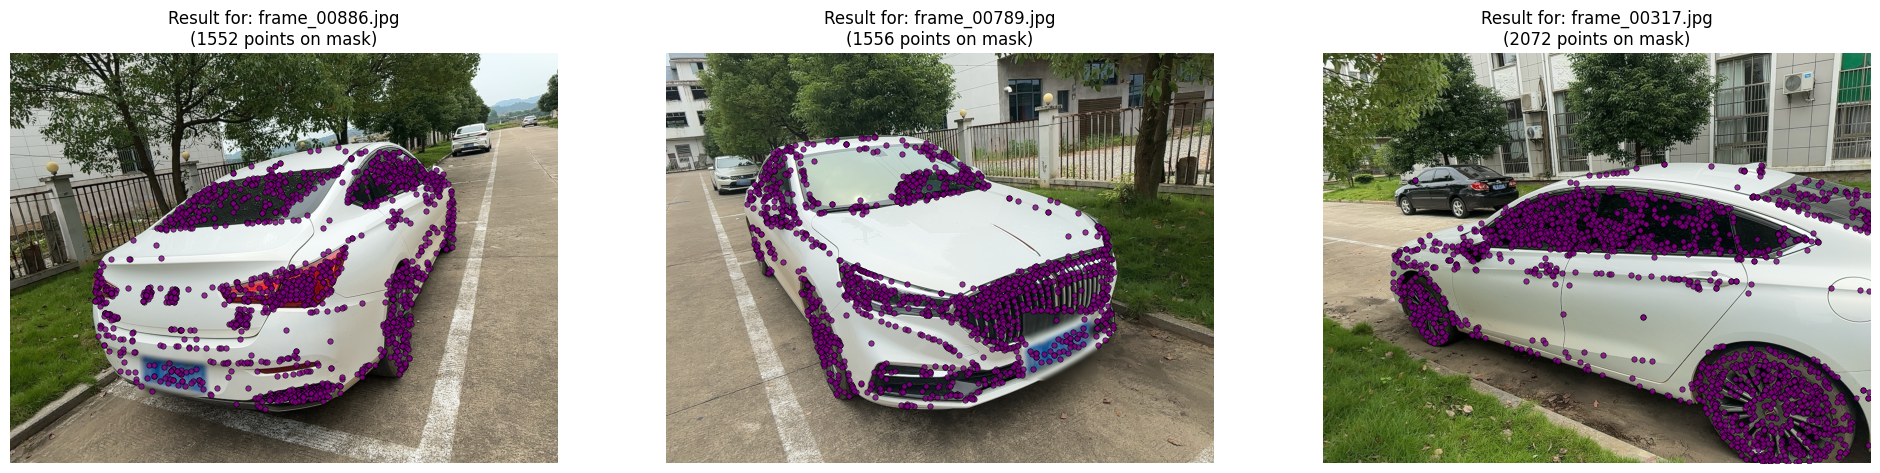 Result for: frame_00886.jpg
(1552 points on mask)
Result for: frame_00789.jpg
(1556 points on mask)
Result for: frame_00317.jpg
(2072 points on mask)